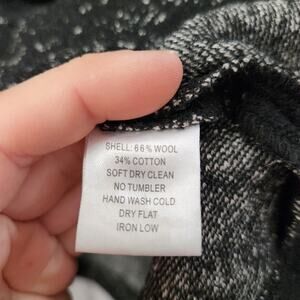 SHELL: 66% WOOL
34% COTTON
SOFT DRY CLEAN
NO TUMBLER
HAND WASH COLD
DRY FLAT
IRON LOW